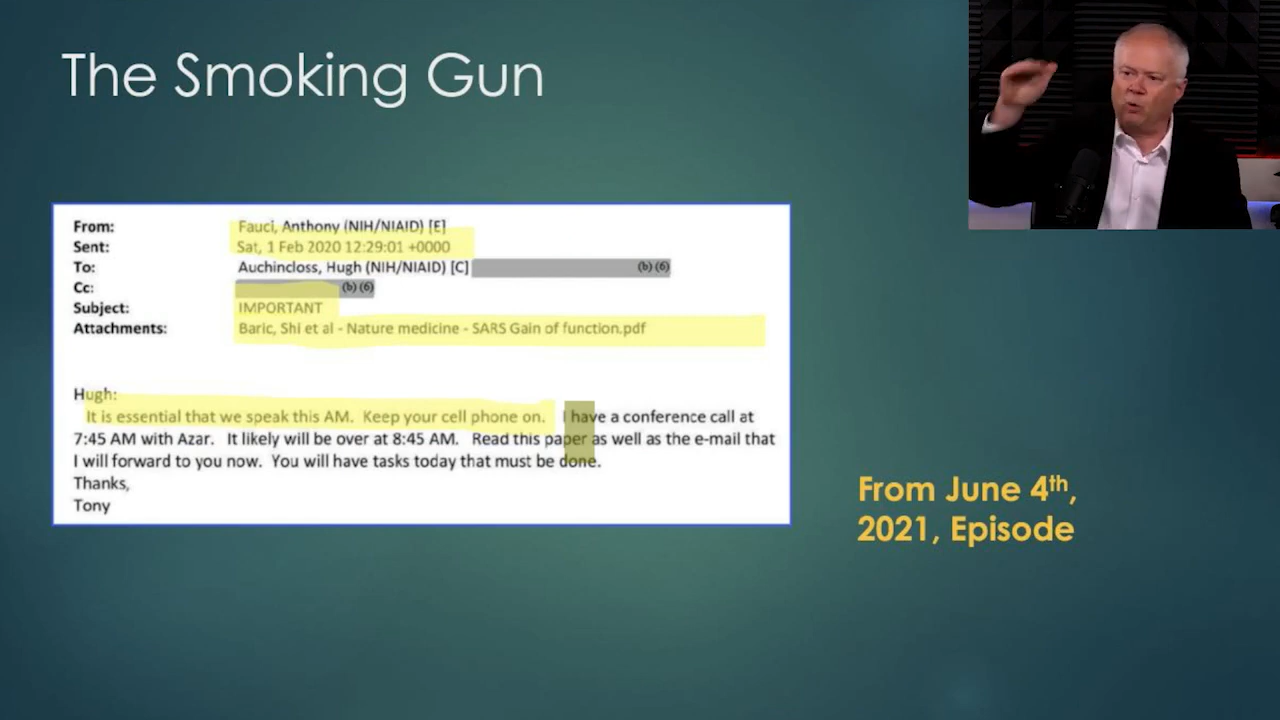 The Smoking Gun
From: Fauci, Anthony (NIH/NIAID) [E]
Sent: Sat, 1 Feb 2020 12:29:01 +0000
To: Auchincloss, Hugh (NIH/NIAID) [C] (b)(6)
Cc: (b)(6)
Subject: IMPORTANT
Attachments: Baric, Shi et al - Nature medicine - SARS Gain of function.pdf
Hugh:
It is essential that we speak this AM. Keep your cell phone on. I have a conference call at
7:45 AM with Azar. It likely will be over at 8:45 AM. Read this paper as well as the e-mail that
I will forward to you now. You will have tasks today that must be done.
Thanks,
Tony
From June 4th,
2021, Episode